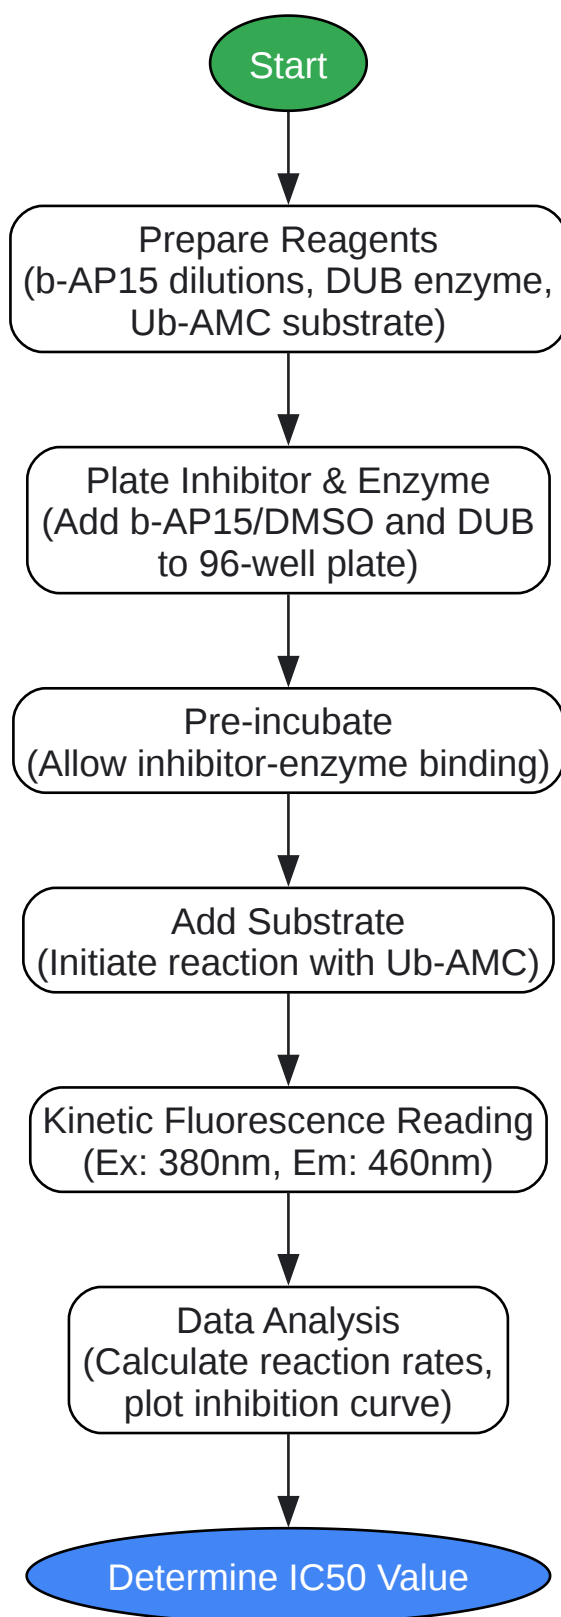 Start
Prepare Reagents
(b-AP15 dilutions, DUB enzyme,
Ub-AMC substrate)
Plate Inhibitor & Enzyme
(Add b-AP15/DMSO and DUB
to 96-well plate)
Pre-incubate
(Allow inhibitor-enzyme binding)
Add Substrate
(Initiate reaction with Ub-AMC)
Kinetic Fluorescence Reading
(Ex: 380nm, Em: 460nm)
Data Analysis
(Calculate reaction rates,
plot inhibition curve)
Determine IC50 Value